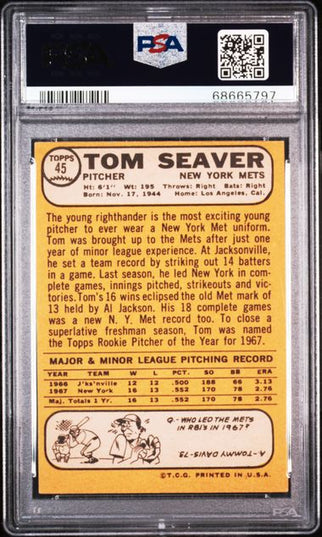 PSA
68665797
TOPPS
45
TOM SEAVER
PITCHER NEW YORK METS
Ht: 6'1" Wt: 195 Throws: Right Bats: Right
Born: Nov. 17, 1944 Home: Los Angeles, Cal.
The young righthander is the most exciting young
pitcher to ever wear a New York Met uniform.
Tom was brought up to the Mets after just one
year of minor league experience. At Jacksonville,
he set a team record by striking out 14 batters
in a game. Last season, he led New York in com-
plete games, innings pitched, strikeouts and vic-
tories. Tom's 16 wins eclipsed the old Met mark of
13 held by Al Jackson. His 18 complete games
was a new N. Y. Met record too. To close a
superlative freshman season, Tom was named
the Topps Rookie Pitcher of the Year for 1967.
MAJOR & MINOR LEAGUE PITCHING RECORD
YEAR TEAM W L PCT. SO BB ERA
1966 J'ks'nville 12 12 .500 188 66 3.13
1967 New York 16 13 .552 170 78 2.76
Maj. Totals 1 Yr. 16 13 .552 170 78 2.76
Q-WHO LED THE METS
IN RBI'S IN 1967?
A-TOMMY DAVIS-73
©T.C.G. PRINTED IN U.S.A.
PSA